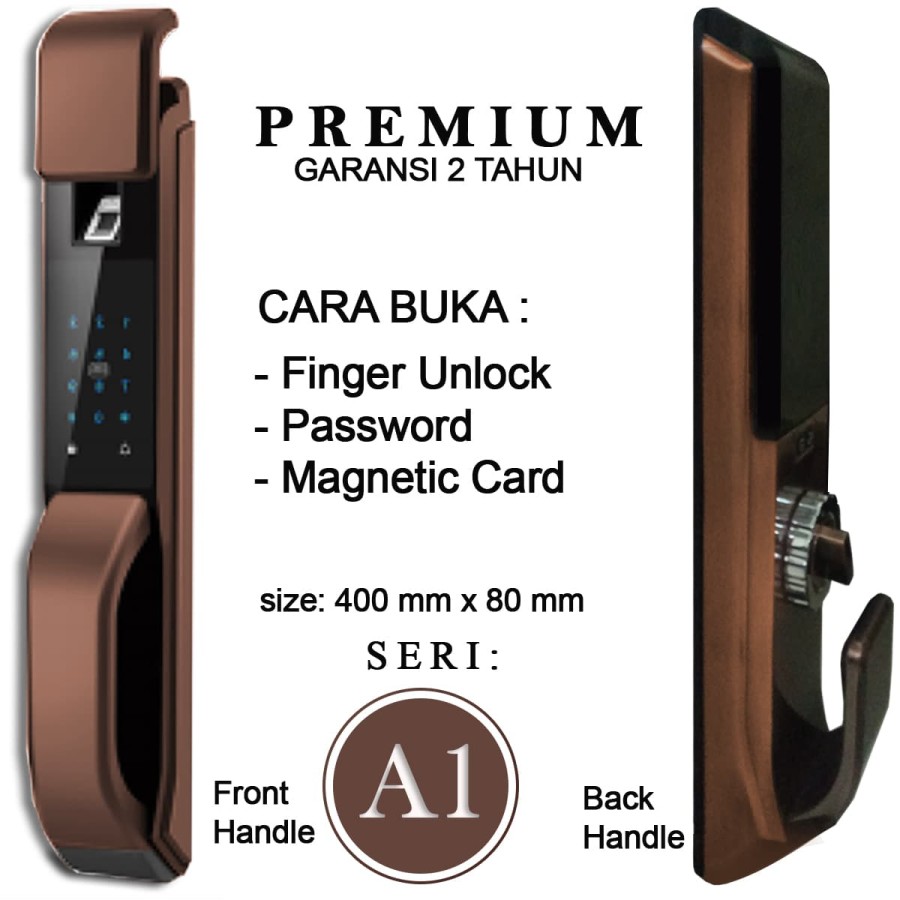 PREMIUM
GARANSI 2 TAHUN
CARA BUKA :
- Finger Unlock
- Password
- Magnetic Card
size: 400 mm x 80 mm
SERI:
A1
Front
Handle
Back
Handle